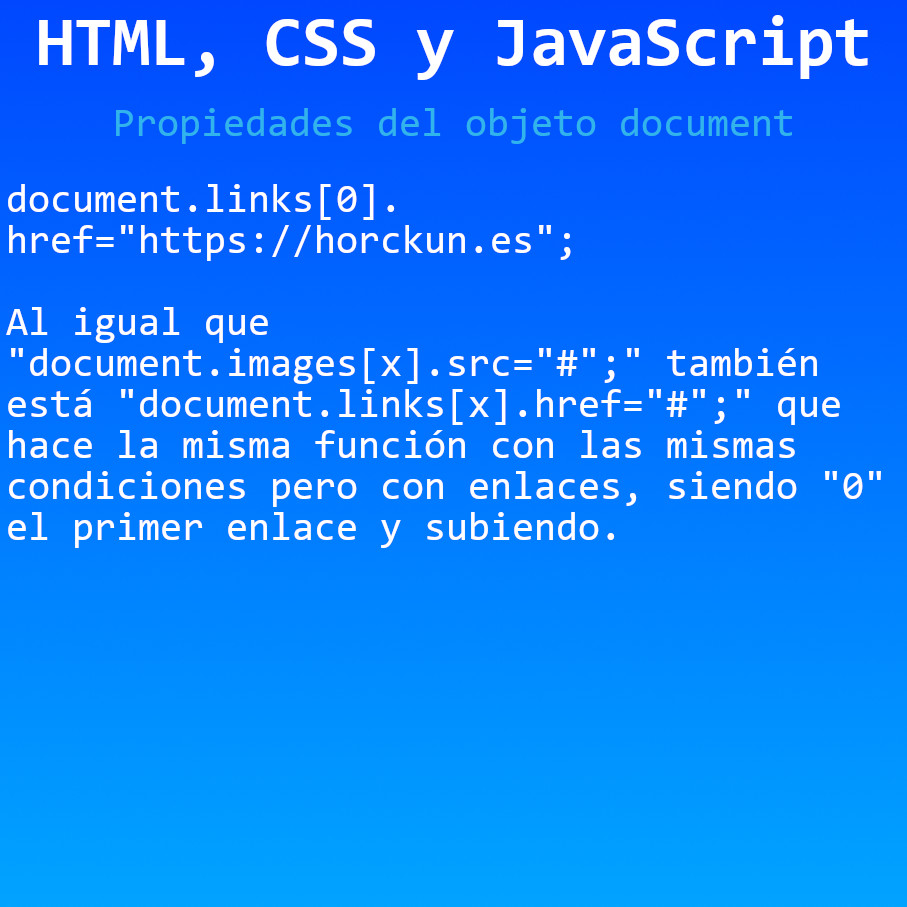 HTML, CSS y JavaScript
Propiedades del objeto document
document.links[0].
href="https://horckun.es";
Al igual que
"document.images[x].src="#";" también
está "document.links[x].href="#";" que
hace la misma función con las mismas
condiciones pero con enlaces, siendo "0"
el primer enlace y subiendo.